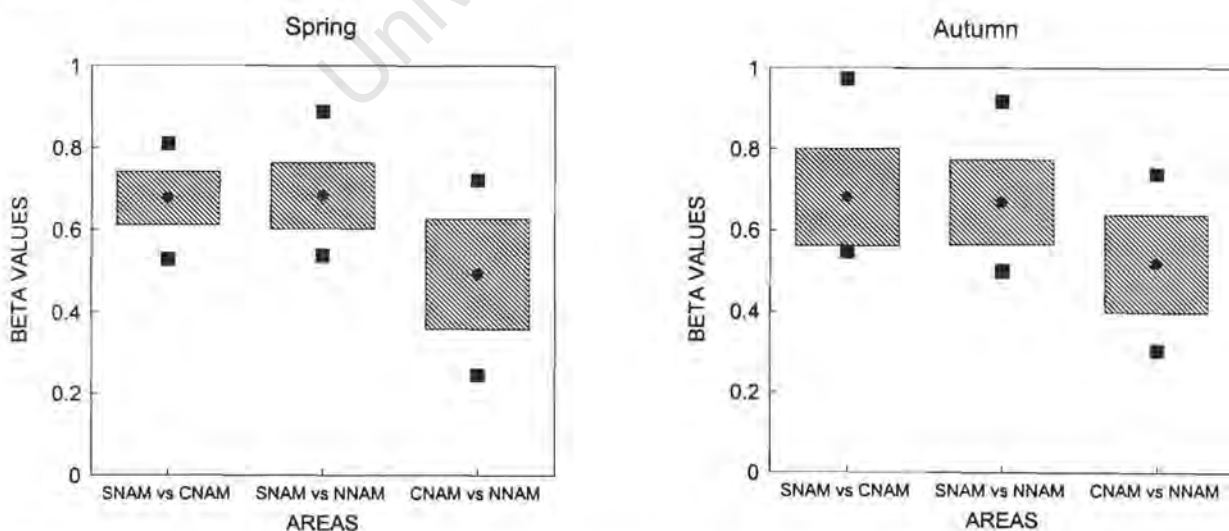 Spring
1
0.8
0.6
0.4
0.2
0
BETA VALUES
SNAM vs CNAM SNAM vs NNAM CNAM vs NNAM
AREAS
Autumn
1
0.8
0.6
0.4
0.2
0
BETA VALUES
SNAM vs CNAM SNAM vs NNAM CNAM vs NNAM
AREAS
Univ